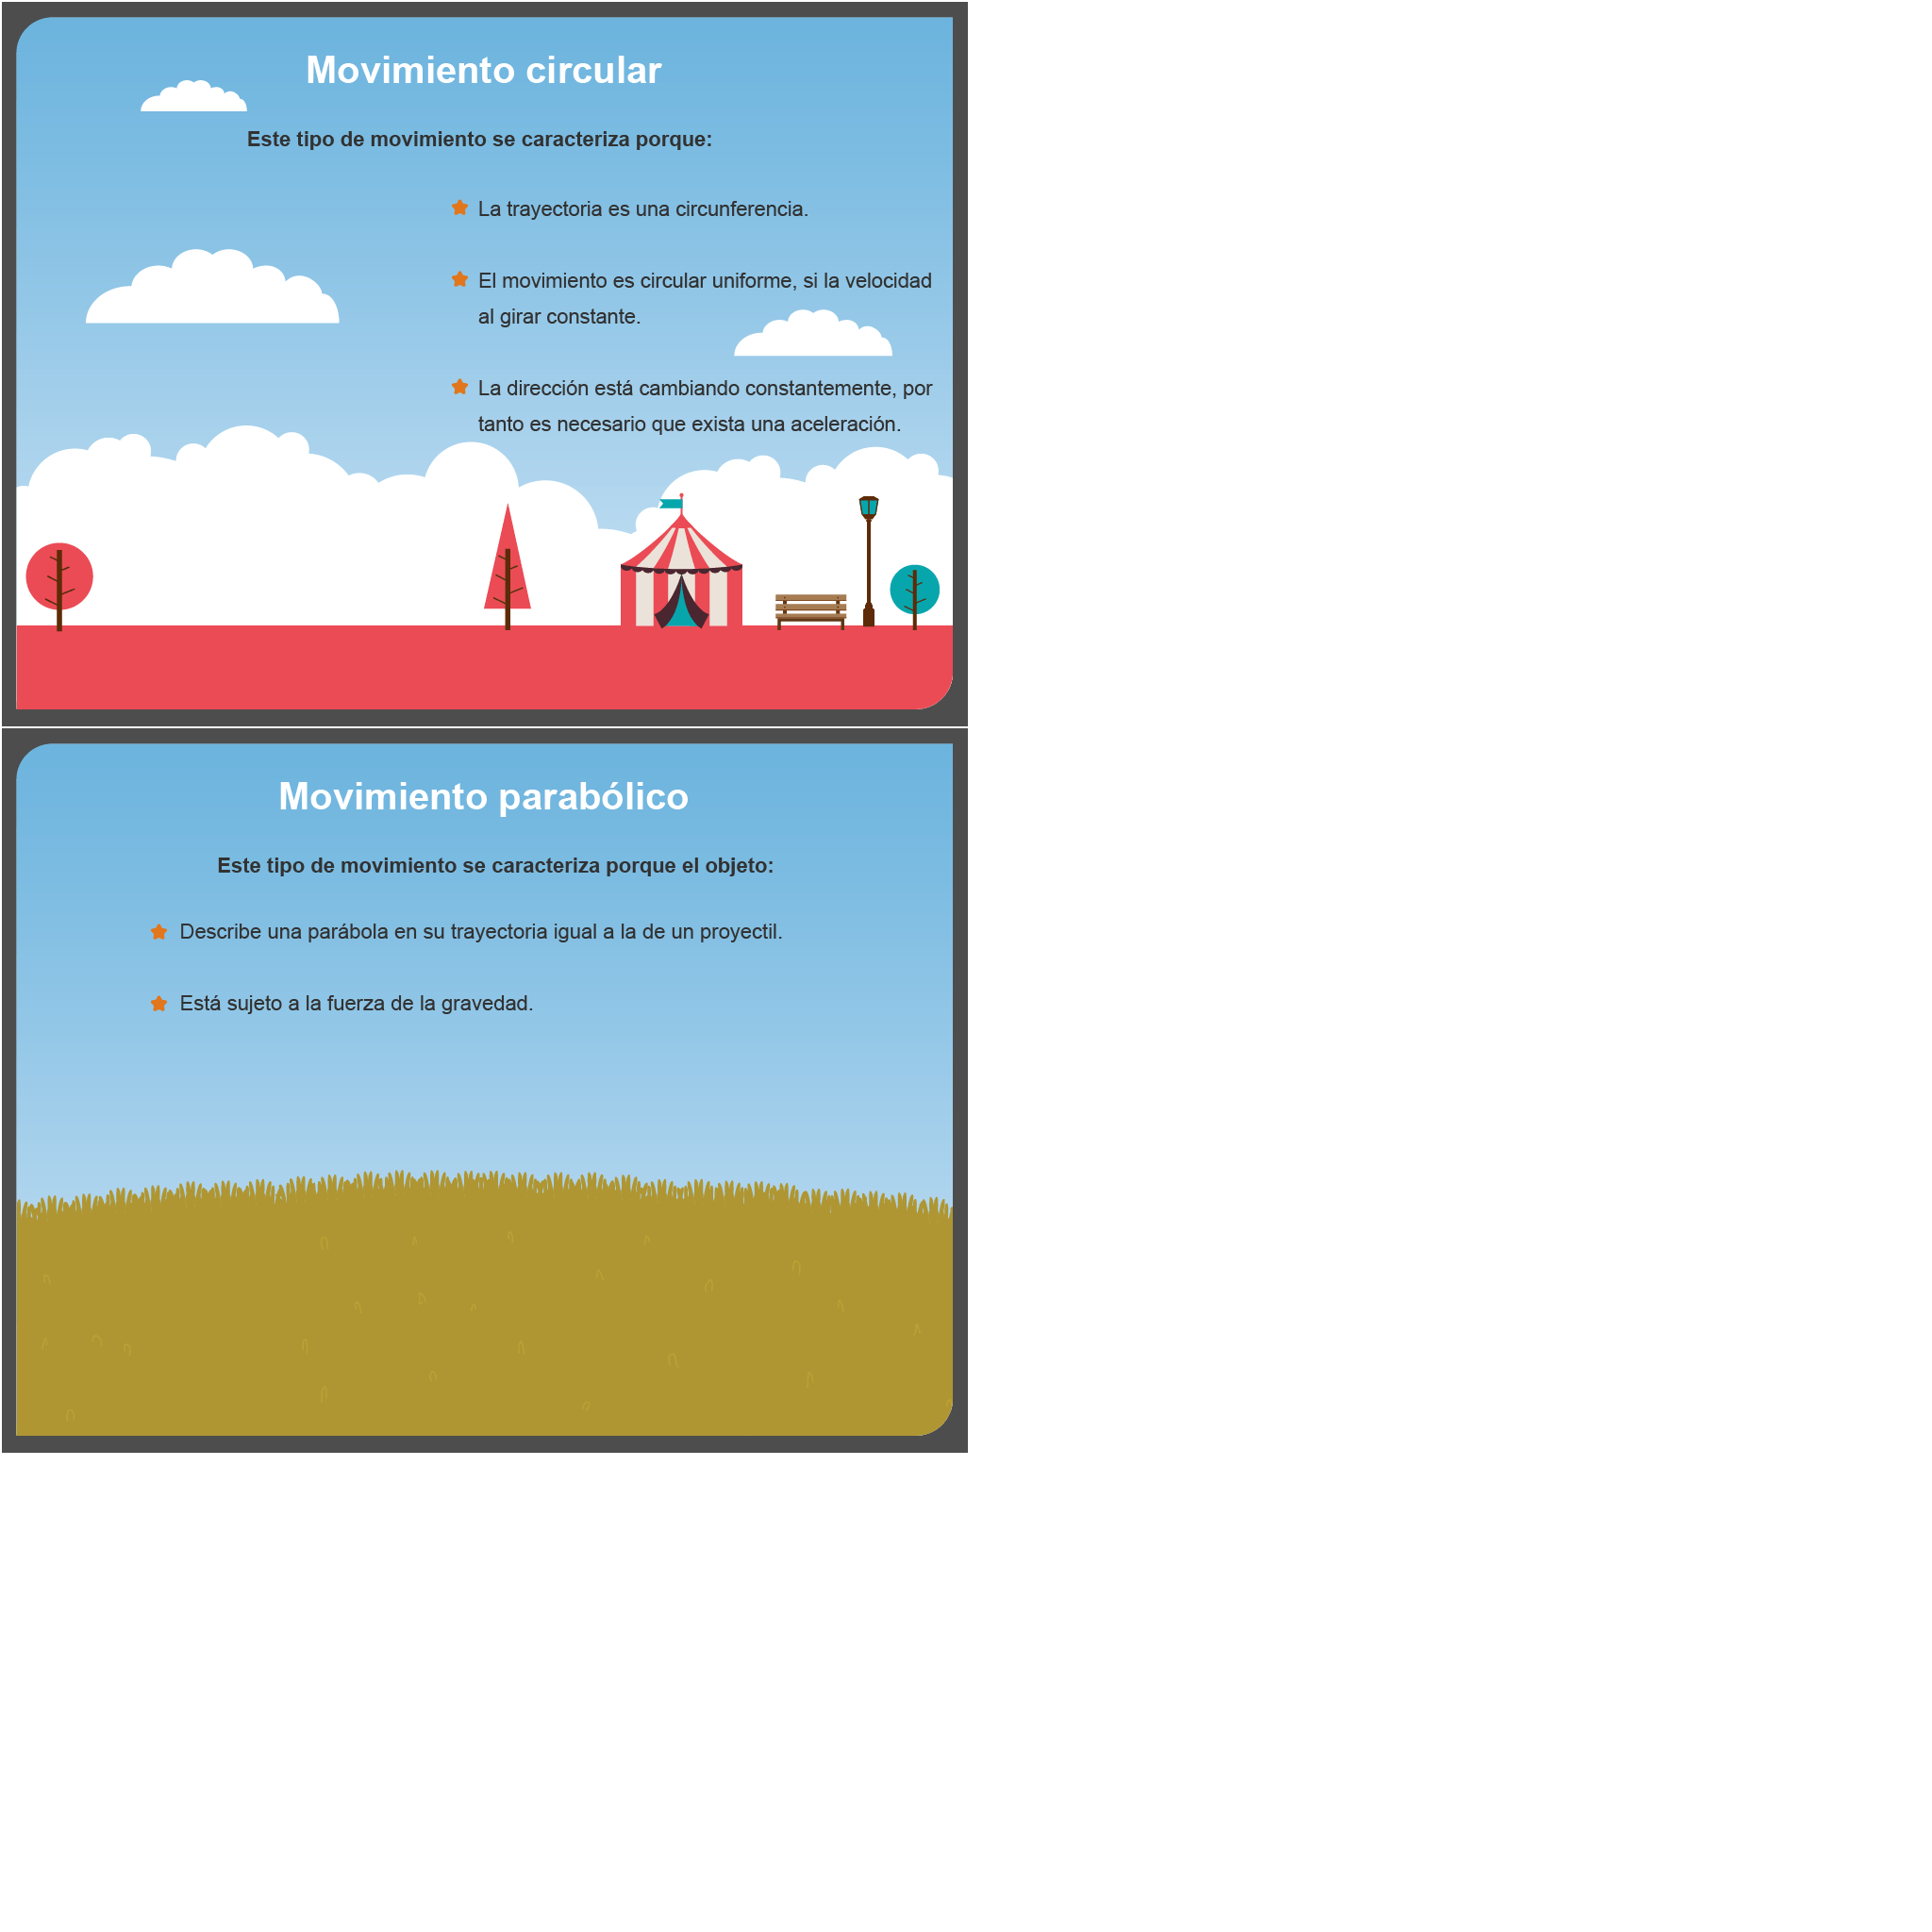 Movimiento circular
Este tipo de movimiento se caracteriza porque:
La trayectoria es una circunferencia.
El movimiento es circular uniforme, si la velocidad
al girar constante.
La dirección está cambiando constantemente, por
tanto es necesario que exista una aceleración.
Movimiento parabólico
Este tipo de movimiento se caracteriza porque el objeto:
Describe una parábola en su trayectoria igual a la de un proyectil.
Está sujeto a la fuerza de la gravedad.